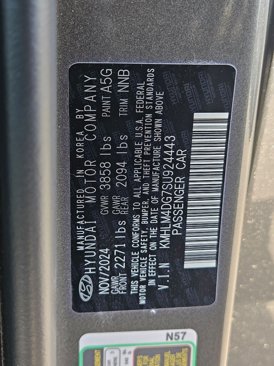 MANUFACTURED IN KOREA BY
HYUNDAI MOTOR COMPANY
NOV/2024 GVWR 3858 lbs PAINT A5G
GAWR FRONT 2271 lbs GAWR REAR 2094 lbs TRIM NNB
THIS VEHICLE CONFORMS TO ALL APPLICABLE U.S.A. FEDERAL
MOTOR VEHICLE SAFETY, BUMPER, AND THEFT PREVENTION STANDARDS
IN EFFECT ON THE DATE OF MANUFACTURE SHOWN ABOVE
V.I.N
PASSENGER CAR
N57